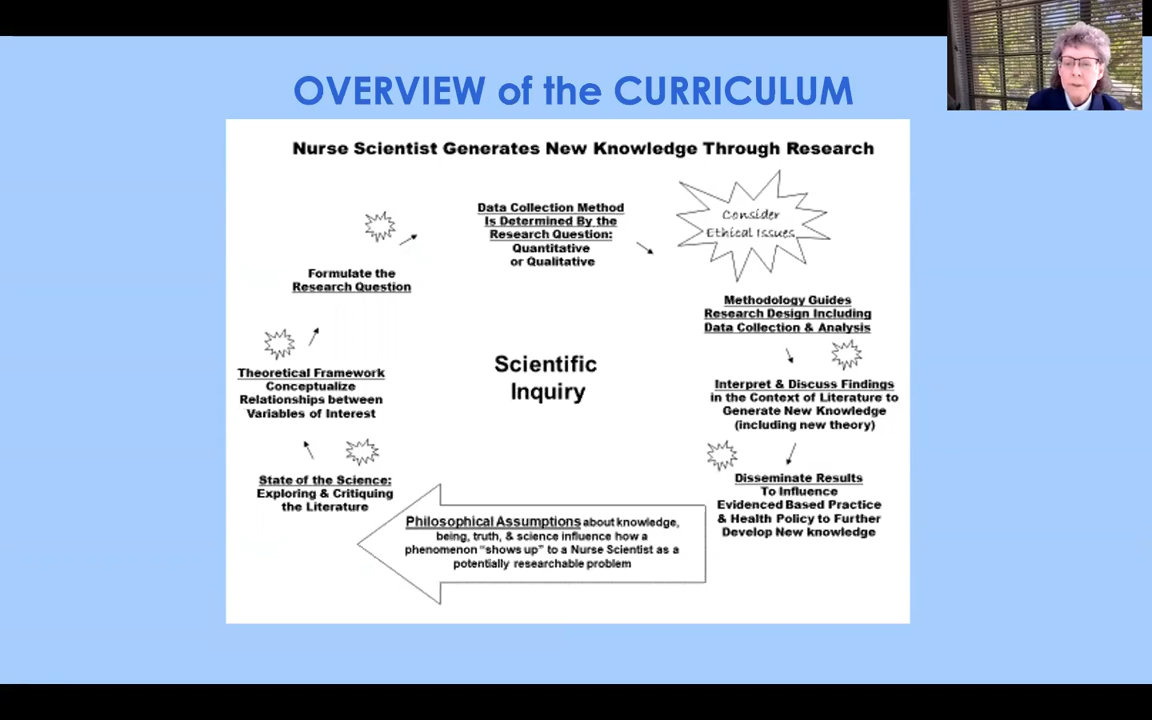 OVERVIEW of the CURRICULUM
Nurse Scientist Generates New Knowledge Through Research
Data Collection Method
Is Determined By the
Research Question:
Quantitative
or Qualitative
Consider
Ethical Issues
Formulate the
Research Question
Methodology Guides
Research Design Including
Data Collection & Analysis
Scientific
Inquiry
Theoretical Framework
Conceptualize
Relationships between
Variables of Interest
Interpret & Discuss Findings
in the Context of Literature to
Generate New Knowledge
(including new theory)
State of the Science:
Exploring & Critiquing
the Literature
Disseminate Results
To Influence
Evidenced Based Practice
& Health Policy to Further
Develop New knowledge
Philosophical Assumptions about knowledge,
being, truth, & science influence how a
phenomenon “shows up” to a Nurse Scientist as a
potentially researchable problem